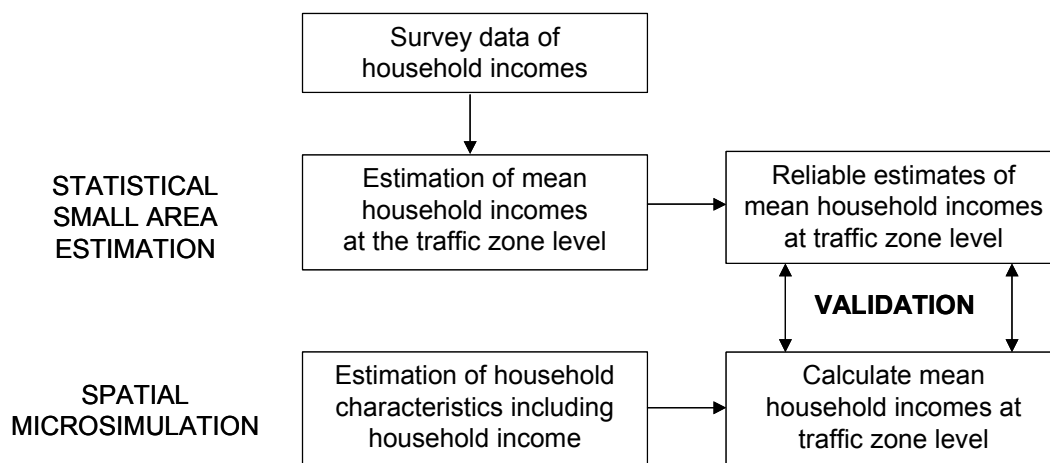 Survey data of
household incomes
STATISTICAL
SMALL AREA
ESTIMATION
Estimation of mean
household incomes
at the traffic zone level
Reliable estimates of
mean household incomes
at traffic zone level
VALIDATION
SPATIAL
MICROSIMULATION
Estimation of household
characteristics including
household income
Calculate mean
household incomes at
traffic zone level